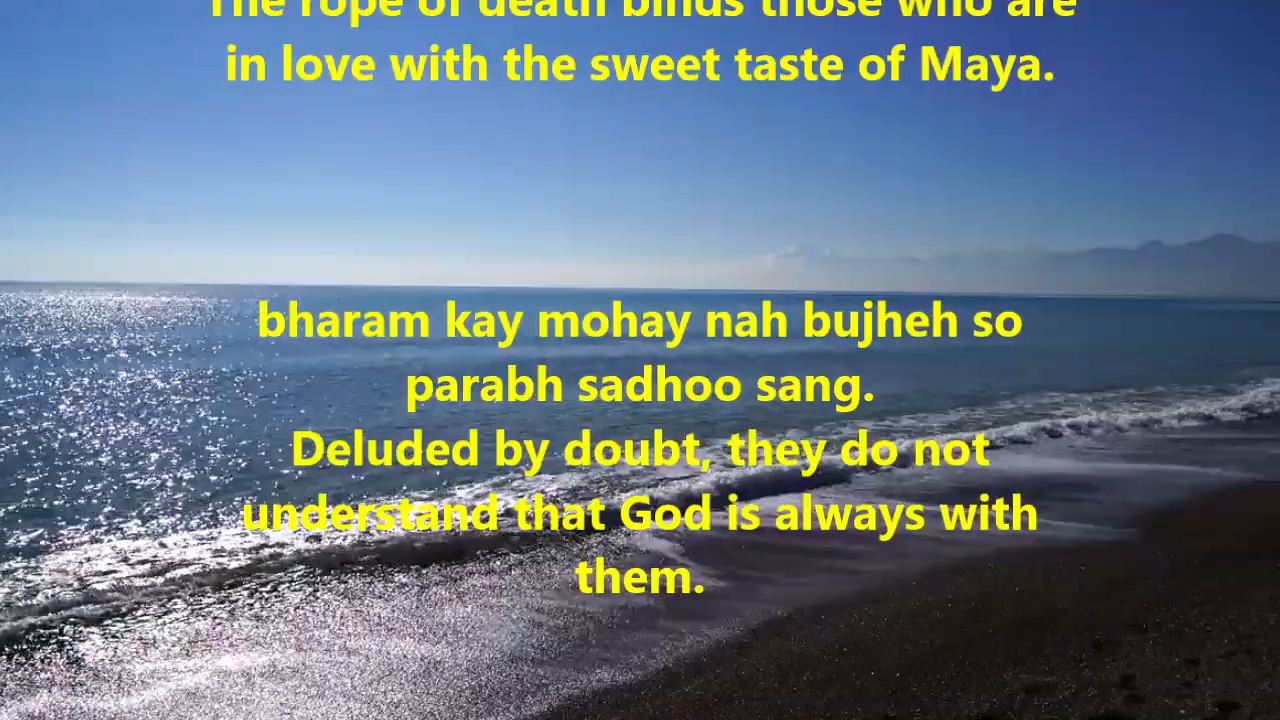 The rope of death binds those who are
in love with the sweet taste of Maya.
bharam kay mohay nah bujheh so
parabh sadhoo sang.
Deluded by doubt, they do not
understand that God is always with
them.